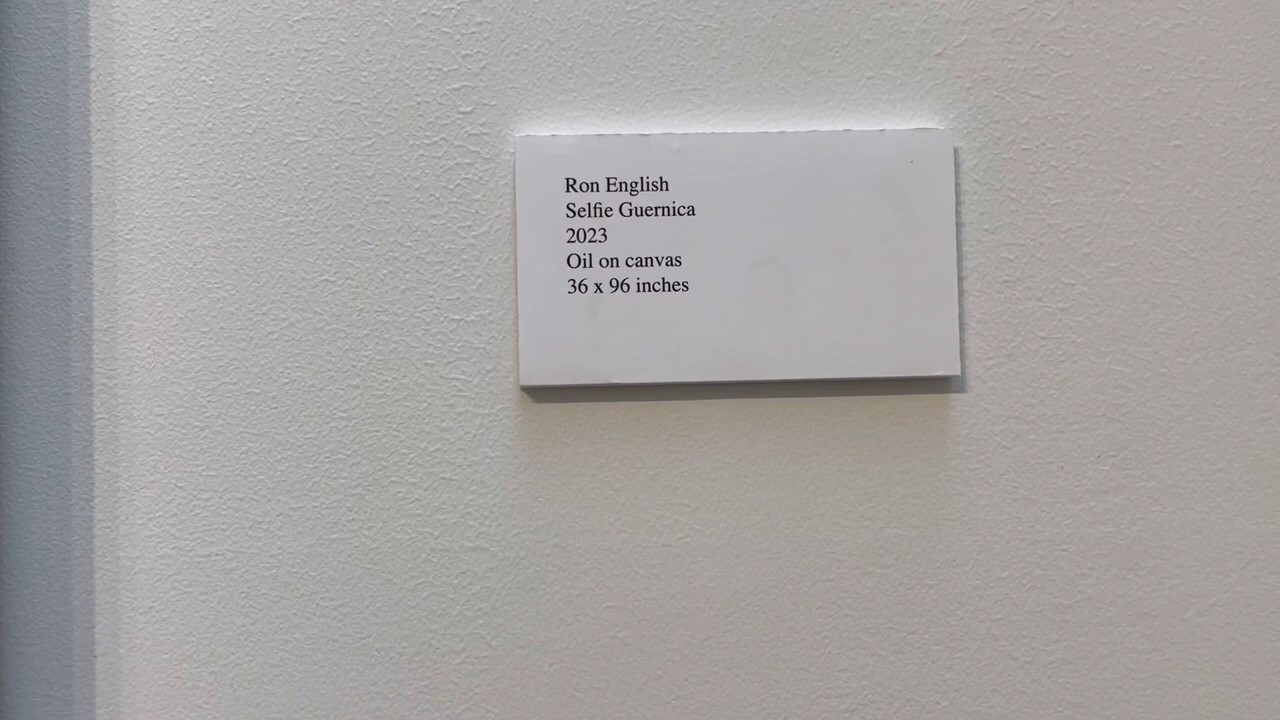 Ron English
Selfie Guernica
2023
Oil on canvas
36 x 96 inches